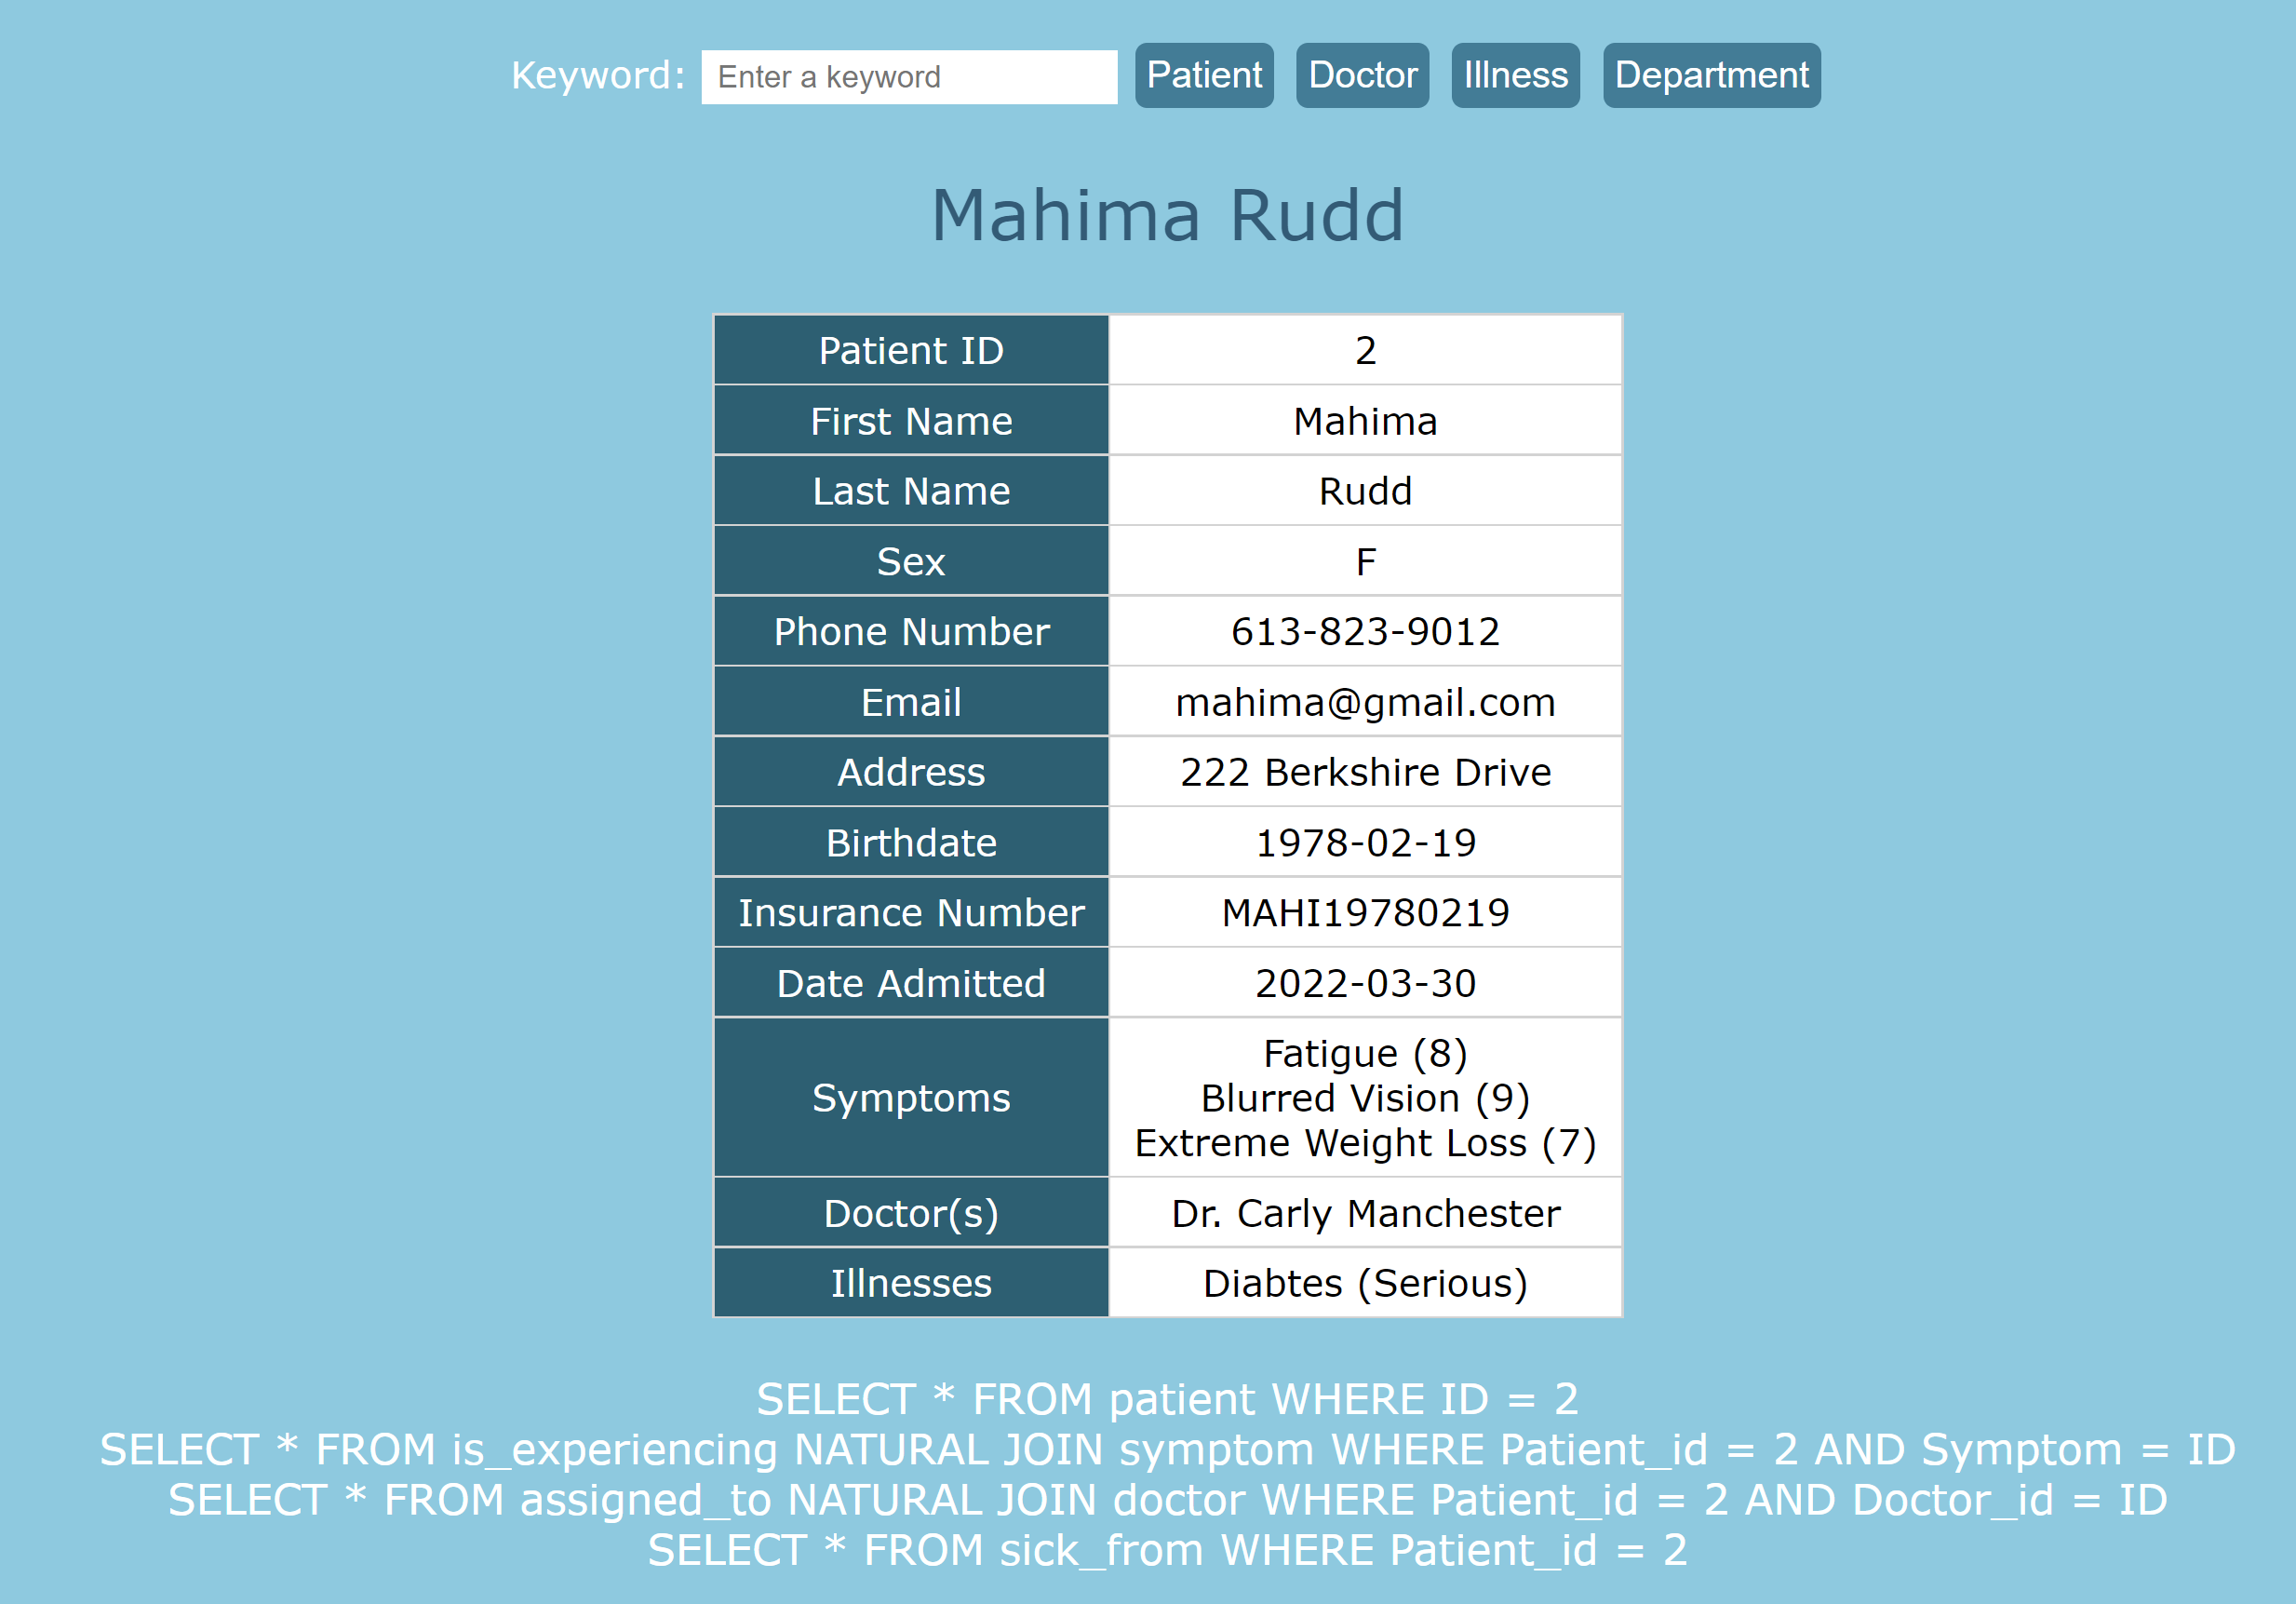 Keyword: Enter a keyword Patient Doctor Illness Department
Mahima Rudd
Patient ID 2
First Name Mahima
Last Name Rudd
Sex F
Phone Number 613-823-9012
Email mahima@gmail.com
Address 222 Berkshire Drive
Birthdate 1978-02-19
Insurance Number MAHI19780219
Date Admitted 2022-03-30
Symptoms Fatigue (8)
Blurred Vision (9)
Extreme Weight Loss (7)
Doctor(s) Dr. Carly Manchester
Illnesses Diabtes (Serious)
SELECT * FROM patient WHERE ID = 2
SELECT * FROM is_experiencing NATURAL JOIN symptom WHERE Patient_id = 2 AND Symptom = ID
SELECT * FROM assigned_to NATURAL JOIN doctor WHERE Patient_id = 2 AND Doctor_id = ID
SELECT * FROM sick_from WHERE Patient_id = 2